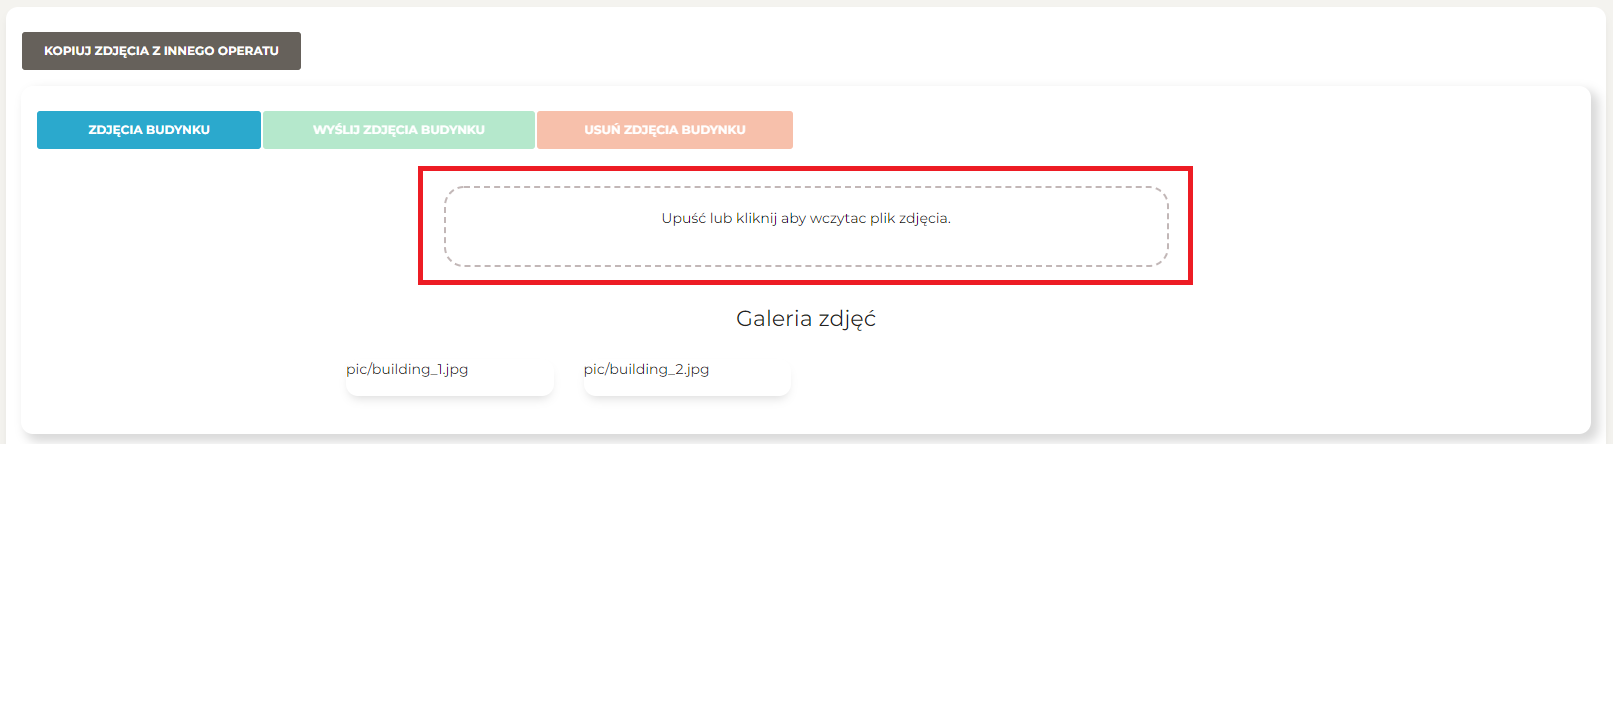 KOPIUJ ZDJĘCIA Z INNEGO OPERATU
ZDJĘCIA BUDYNKU WYŚLIJ ZDJĘCIA BUDYNKU USUŃ ZDJĘCIA BUDYNKU
Upuść lub kliknij aby wczytac plik zdjęcia.
Galeria zdjęć
pic/building_1.jpg pic/building_2.jpg